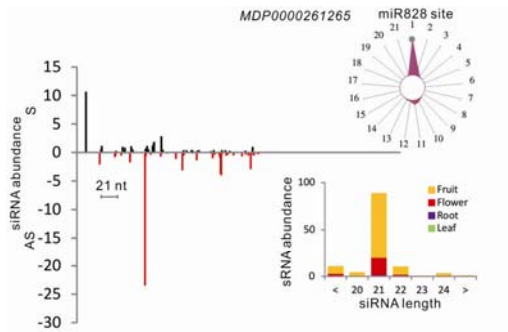 MDP0000261265
miR828 site
1
2
3
4
5
6
7
8
9
10
11
12
13
14
15
16
17
18
19
20
21
15
10
5
0
-5
-10
-15
-20
-25
-30
siRNA abundance
AS
S
21 nt
100
50
0
sRNA abundance
Fruit
Flower
Root
Leaf
< 20 21 22 23 24 >
siRNA length